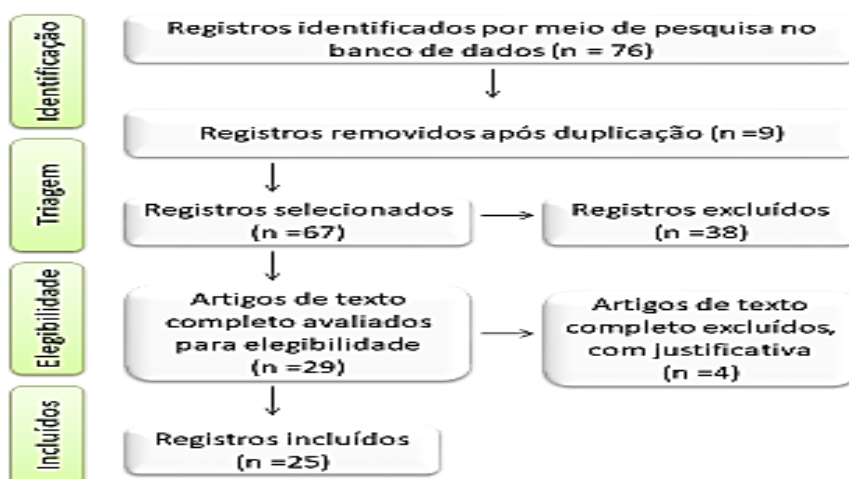 Identificação
Registros identificados por meio de pesquisa no
banco de dados (n = 76)
Registros removidos após duplicação (n =9)
Triagem
Registros selecionados
(n =67)
Registros excluídos
(n =38)
Elegibilidade
Artigos de texto
completo avaliados
para elegibilidade
(n =29)
Artigos de texto
completo excluídos,
com justificativa
(n =4)
Incluídos
Registros incluídos
(n =25)